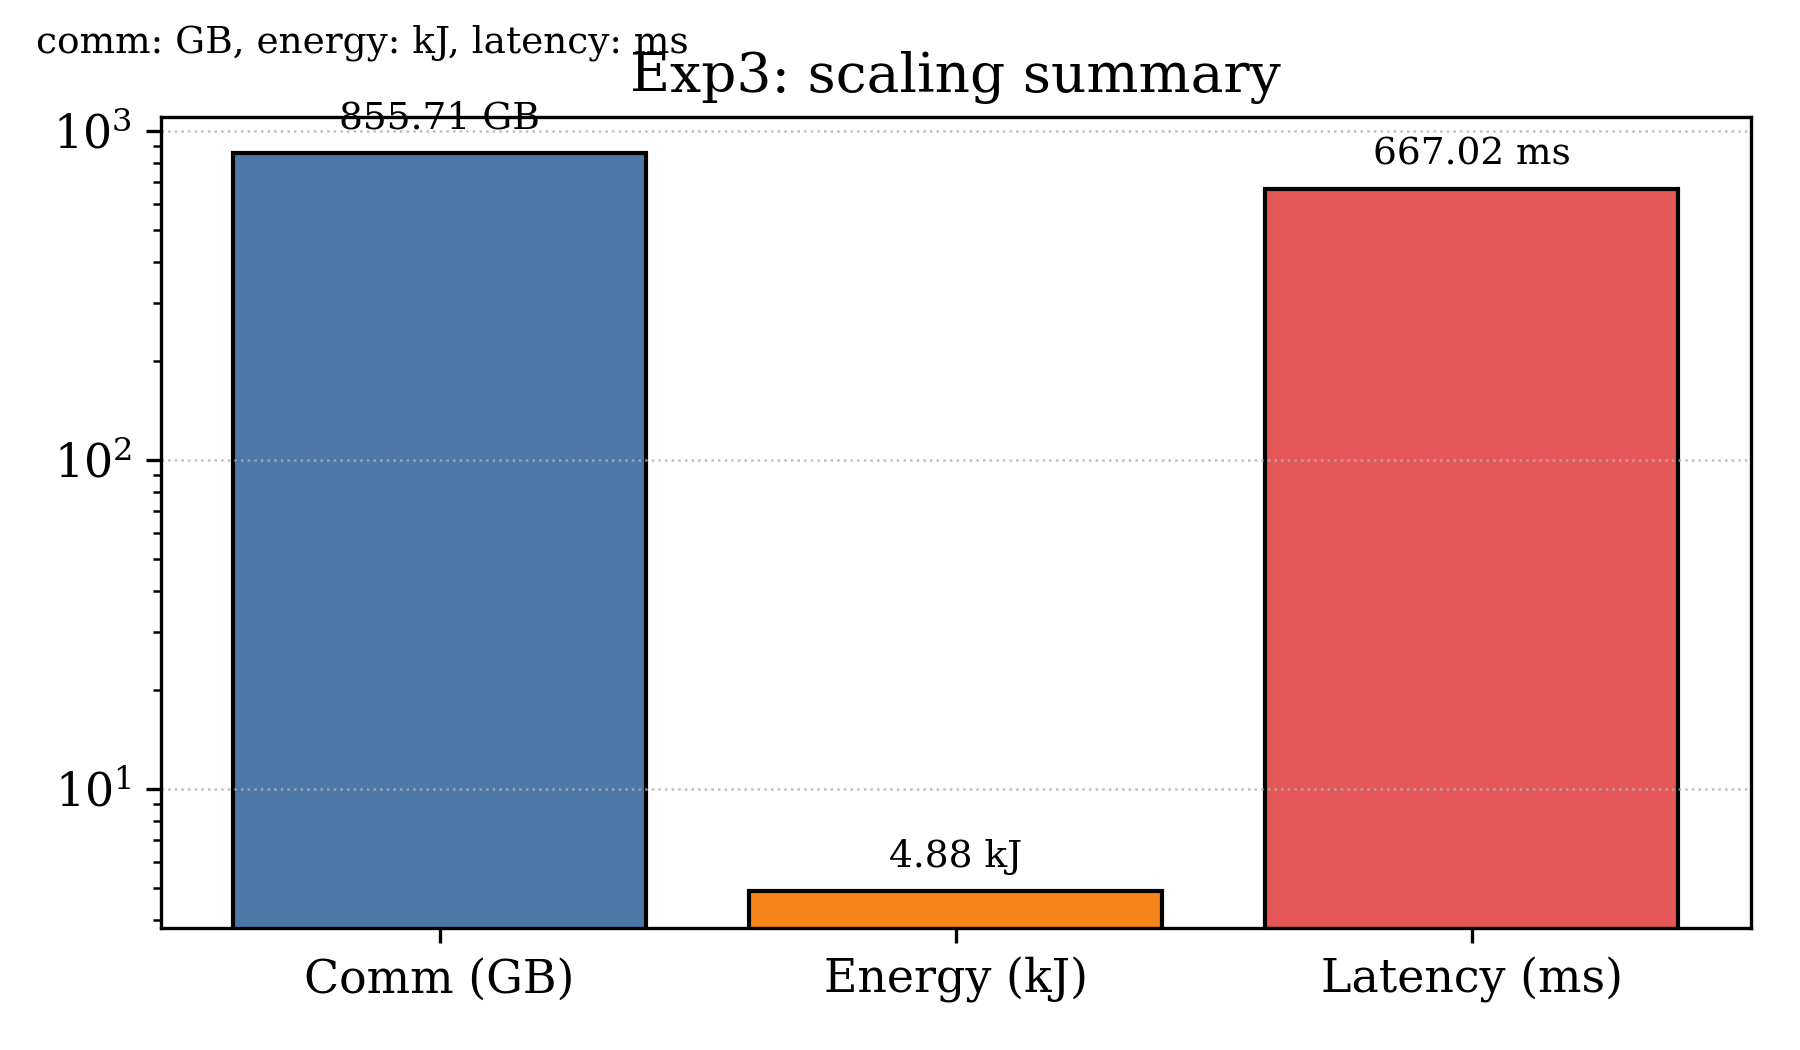 comm: GB, energy: kJ, latency: ms
Exp3: scaling summary
855.71 GB
10³
667.02 ms
10²
10¹
4.88 kJ
Comm (GB) Energy (kJ) Latency (ms)